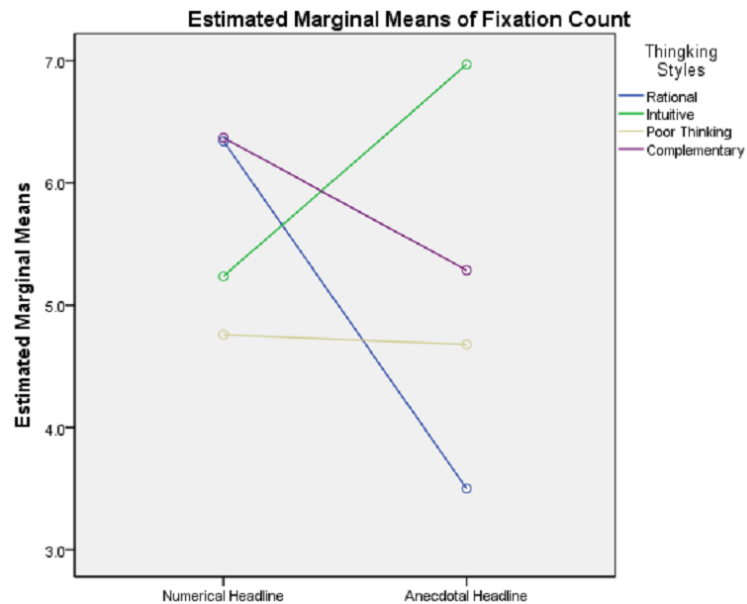 Estimated Marginal Means of Fixation Count
Thingking
Styles
Rational
Intuitive
Poor Thinking
Complementary
Estimated Marginal Means
7.0
6.0
5.0
4.0
3.0
Numerical Headline
Anecdotal Headline